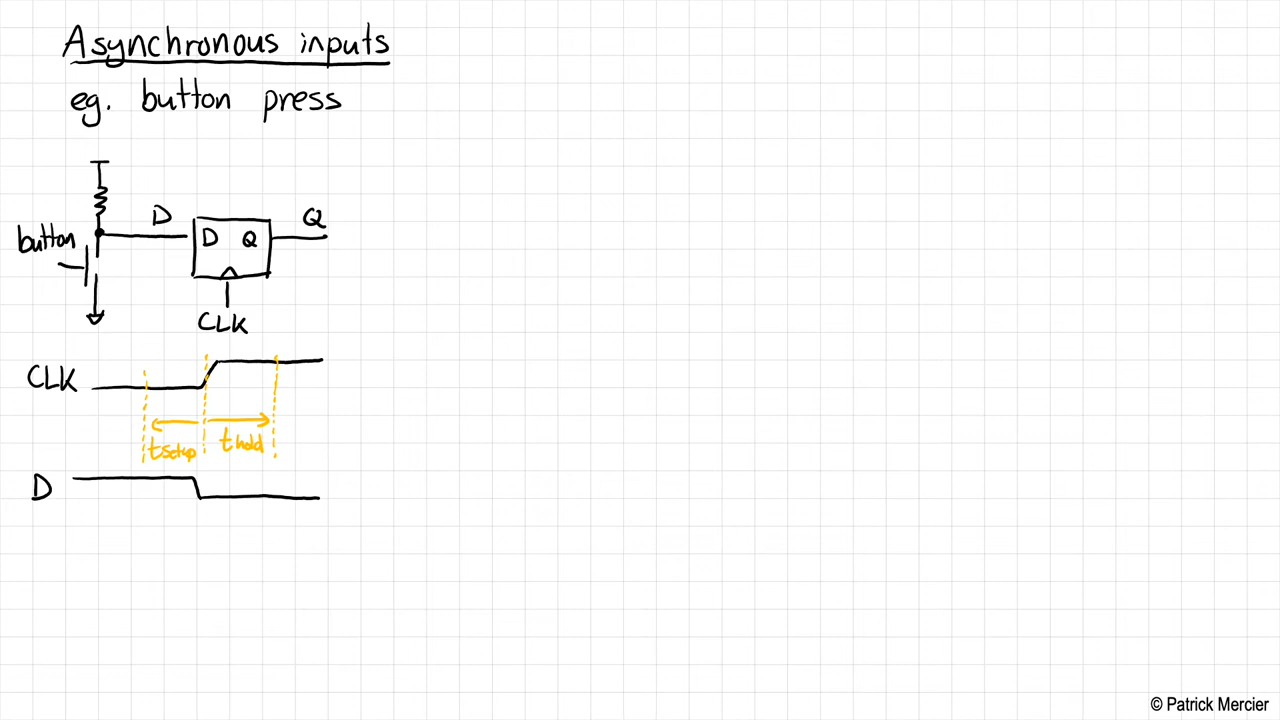 Asynchronous inputs
eg. button press
button
D
Q
D Q
CLK
CLK
tsetup
thold
D
© Patrick Mercier